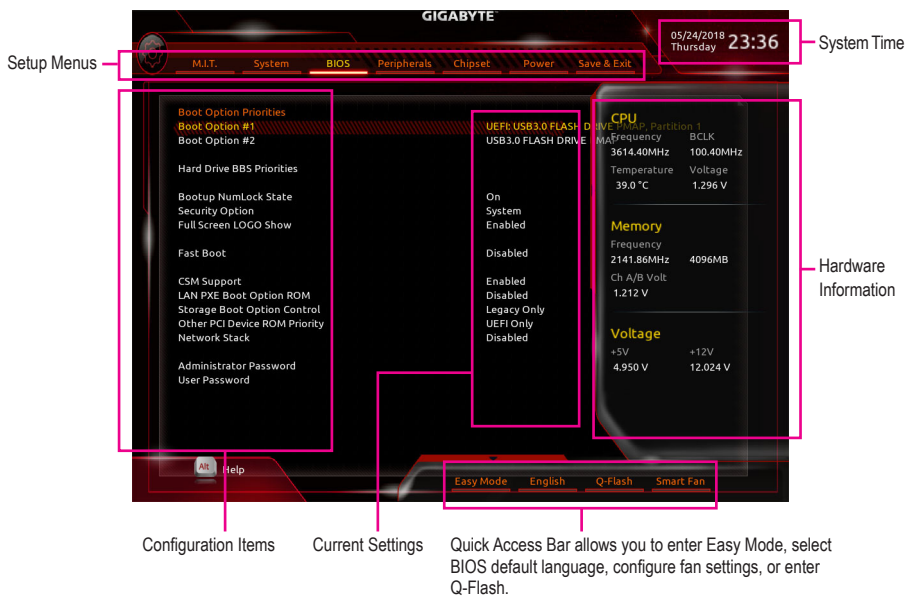 GIGABYTE™
05/24/2018 23:36
Thursday
System Time
Setup Menus
M.I.T. System BIOS Peripherals Chipset Power Save & Exit
Boot Option Priorities
Boot Option #1 UEFI: USB3.0 FLASH DRIVE PMAP, Partition 1
Boot Option #2 USB3.0 FLASH DRIVE PMAP
Hard Drive BBS Priorities
Bootup NumLock State On
Security Option System
Full Screen LOGO Show Enabled
Fast Boot Disabled
CSM Support Enabled
LAN PXE Boot Option ROM Disabled
Storage Boot Option Control Legacy Only
Other PCI Device ROM Priority UEFI Only
Network Stack Disabled
Administrator Password
User Password
CPU
Frequency BCLK
3614.40MHz 100.40MHz
Temperature Voltage
39.0 °C 1.296 V
Memory
Frequency
2141.86MHz 4096MB
Ch A/B Volt
1.212 V
Voltage
+5V +12V
4.950 V 12.024 V
Hardware
Information
Alt Help
Easy Mode English Q-Flash Smart Fan
Configuration Items
Current Settings
Quick Access Bar allows you to enter Easy Mode, select
BIOS default language, configure fan settings, or enter
Q-Flash.